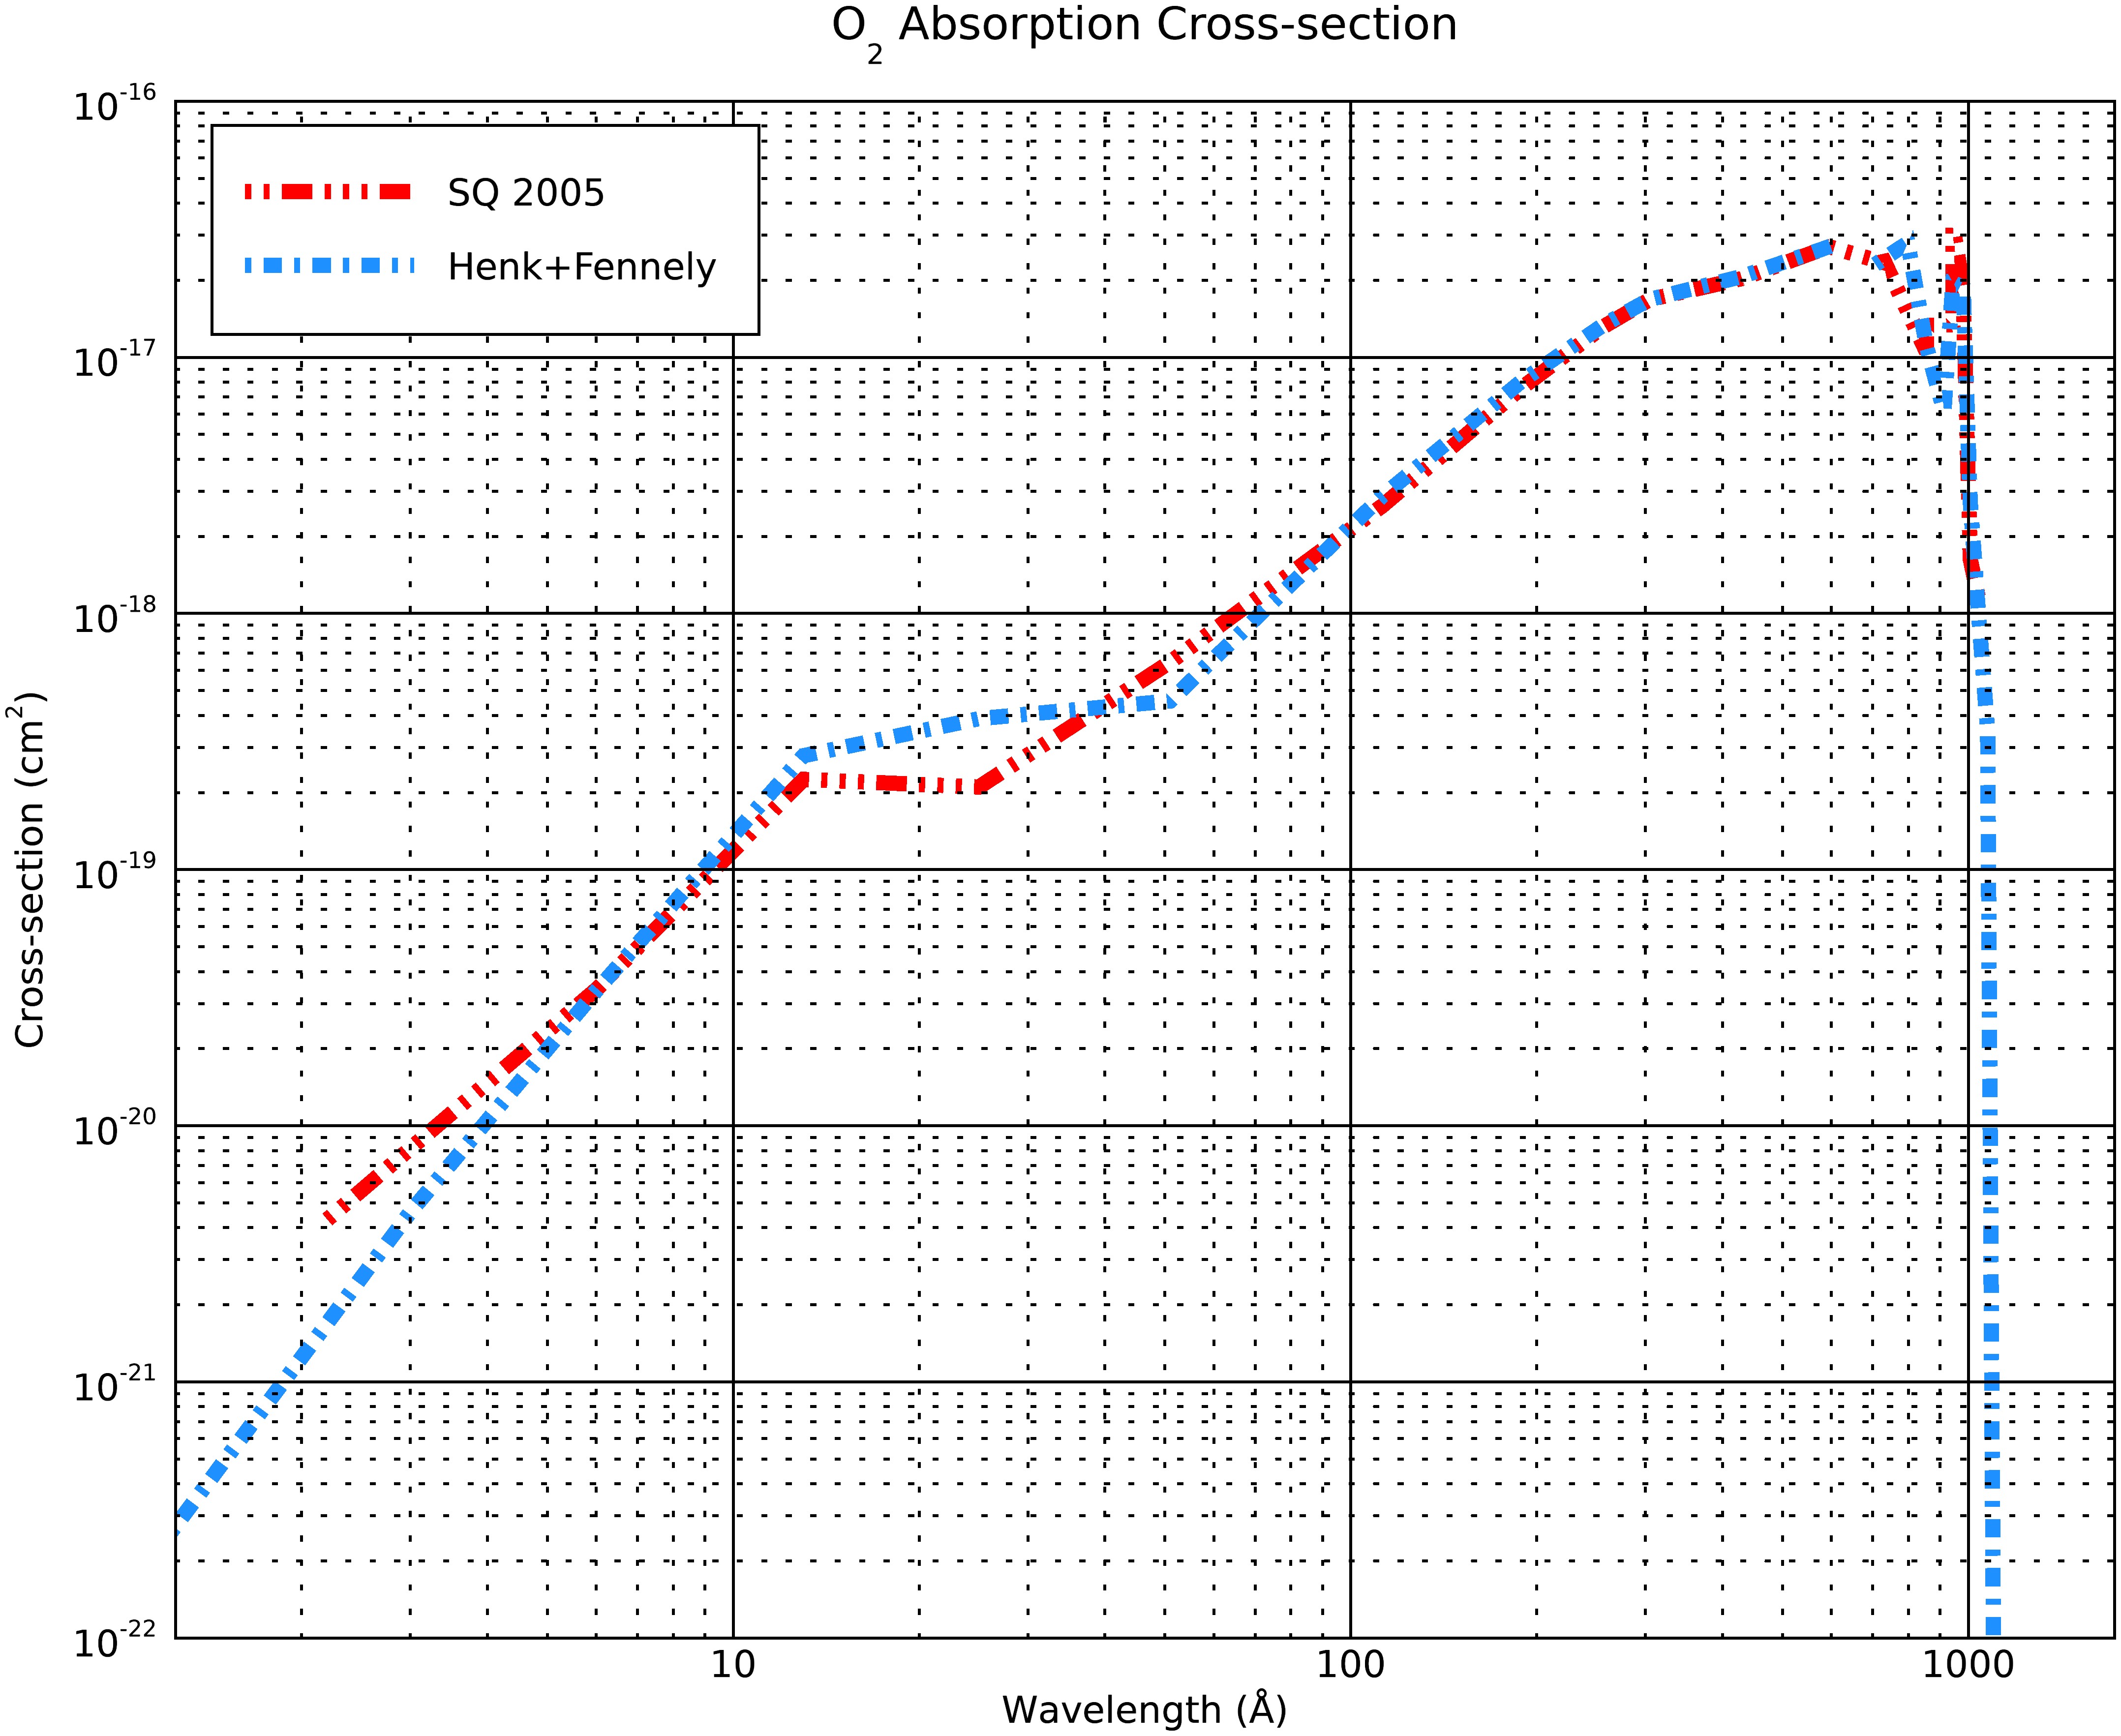 O2 Absorption Cross-section
10-16
SQ 2005
Henk+Fennely
10-17
10-18
Cross-section (cm2)
10-19
10-20
10-21
10-22
10 100 1000
Wavelength (Å)